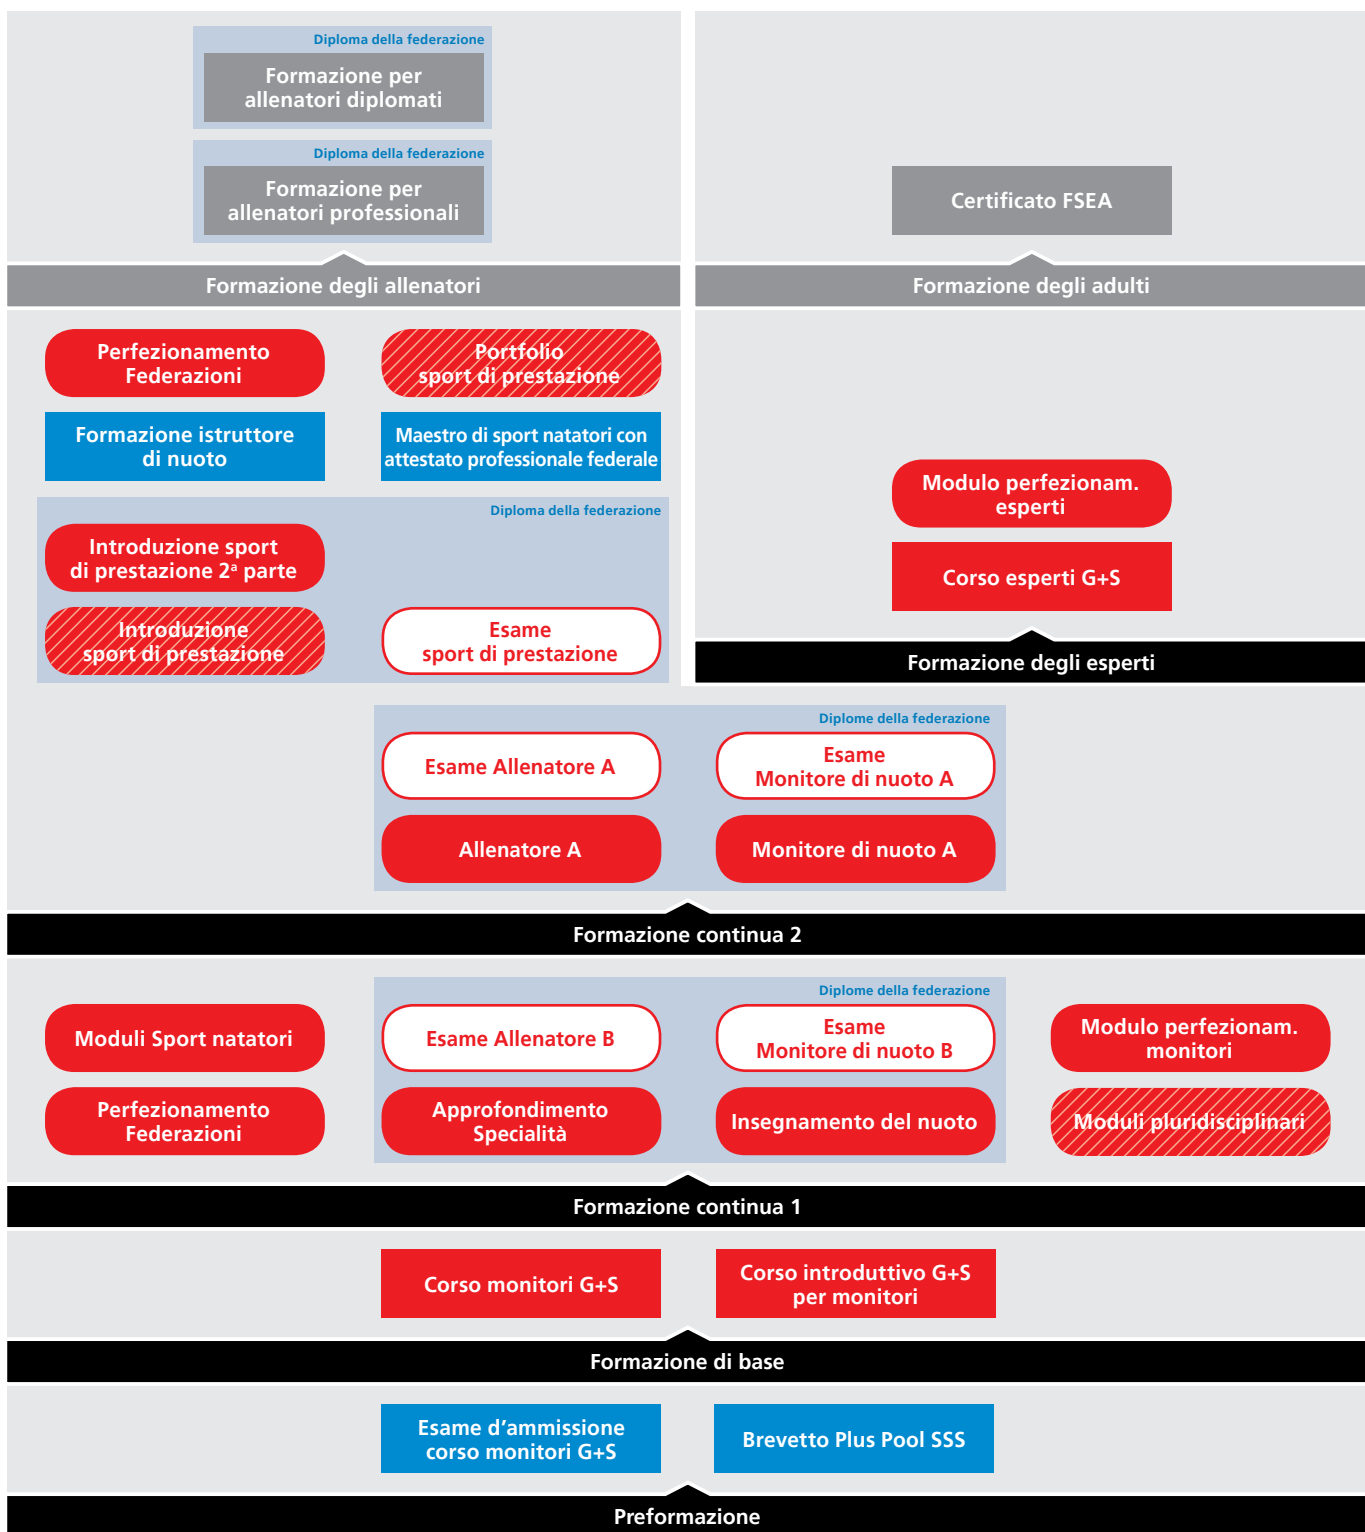 Diploma della federazione
Formazione per
allenatori diplomati
Diploma della federazione
Formazione per
allenatori professionali
Certificato FSEA
Formazione degli allenatori
Formazione degli adulti
Perfezionamento
Federazioni
Portfolio
sport di prestazione
Formazione istruttore
di nuoto
Maestro di sport natatori con
attestato professionale federale
Modulo perfezionam.
esperti
Diploma della federazione
Introduzione sport
di prestazione 2ª parte
Corso esperti G+S
Introduzione
sport di prestazione
Esame
sport di prestazione
Formazione degli esperti
Diplome della federazione
Esame Allenatore A
Esame
Monitore di nuoto A
Allenatore A
Monitore di nuoto A
Formazione continua 2
Diplome della federazione
Moduli Sport natatori
Esame Allenatore B
Esame
Monitore di nuoto B
Modulo perfezionam.
monitori
Perfezionamento
Federazioni
Approfondimento
Specialità
Insegnamento del nuoto
Moduli pluridisciplinari
Formazione continua 1
Corso monitori G+S
Corso introduttivo G+S
per monitori
Formazione di base
Esame d’ammissione
corso monitori G+S
Brevetto Plus Pool SSS
Preformazione